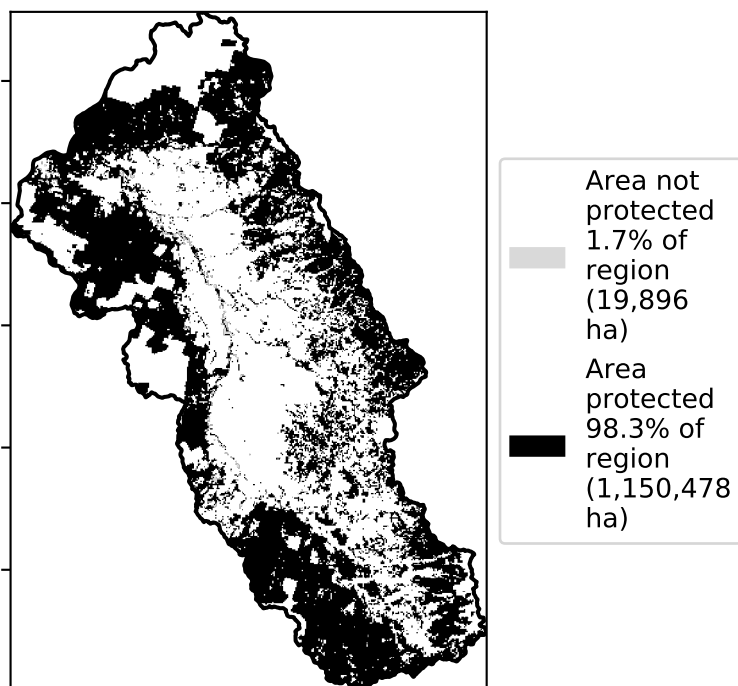 Area not
protected
1.7% of
region
(19,896
ha)
Area
protected
98.3% of
region
(1,150,478
ha)